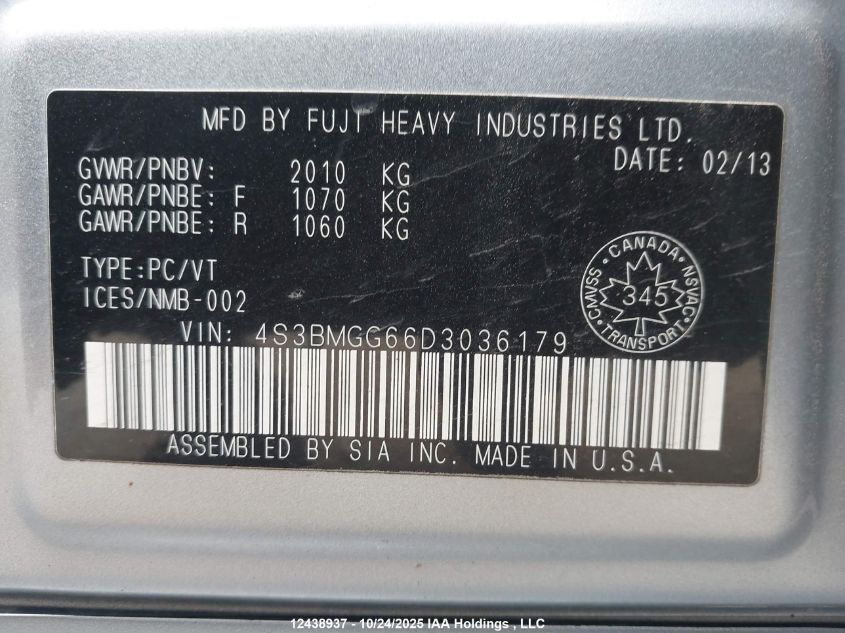 MFD BY FUJI HEAVY INDUSTRIES LTD.
DATE: 02/13
GVWR/PNBV: 2010 KG
GAWR/PNBE: F 1070 KG
GAWR/PNBE: R 1060 KG
TYPE:PC/VT
ICES/NMB-002
CANADA
CMVSS 345 NSVAC
TRANSPORT
VIN: 4S3BMGG66D3036179
ASSEMBLED BY SIA INC. MADE IN U.S.A.
12438937 - 10/24/2025 IAA Holdings , LLC